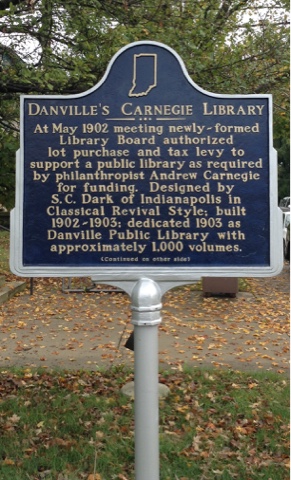 DANVILLE'S CARNEGIE LIBRARY
At May 1902 meeting newly-formed
Library Board authorized
lot purchase and tax levy to
support a public library as required
by philanthropist Andrew Carnegie
for funding. Designed by
S.C. Dark of Indianapolis in
Classical Revival Style; built
1902-1903; dedicated 1903 as
Danville Public Library with
approximately 1,000 volumes.
(Continued on other side)